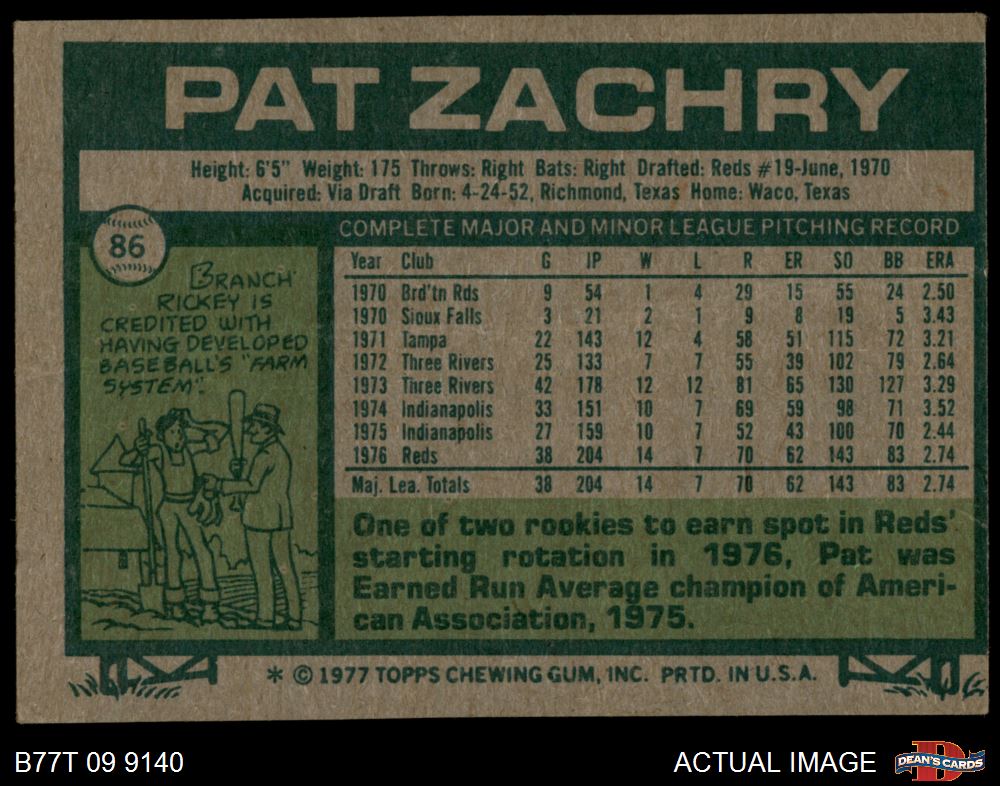 PAT ZACHRY
Height: 6'5" Weight: 175 Throws: Right Bats: Right Drafted: Reds #19-June, 1970
Acquired: Via Draft Born: 4-24-52, Richmond, Texas Home: Waco, Texas
86
BRANCH
RICKEY IS
CREDITED WITH
HAVING DEVELOPED
BASEBALL'S "FARM
SYSTEM".
COMPLETE MAJOR AND MINOR LEAGUE PITCHING RECORD
Year Club G IP W L R ER SO BB ERA
1970 Brd'tn Rds 9 54 1 4 29 15 55 24 2.50
1970 Sioux Falls 3 21 2 1 9 8 19 5 3.43
1971 Tampa 22 143 12 4 58 51 115 72 3.21
1972 Three Rivers 25 133 7 7 55 39 102 79 2.64
1973 Three Rivers 42 178 12 12 81 65 130 127 3.29
1974 Indianapolis 33 151 10 7 69 59 98 71 3.52
1975 Indianapolis 27 159 10 7 52 43 100 70 2.44
1976 Reds 38 204 14 7 70 62 143 83 2.74
Maj. Lea. Totals 38 204 14 7 70 62 143 83 2.74
One of two rookies to earn spot in Reds'
starting rotation in 1976, Pat was
Earned Run Average champion of Ameri-
can Association, 1975.
* © 1977 TOPPS CHEWING GUM, INC. PRTD. IN U.S.A.
B77T 09 9140
ACTUAL IMAGE
D
DEAN'S CARDS